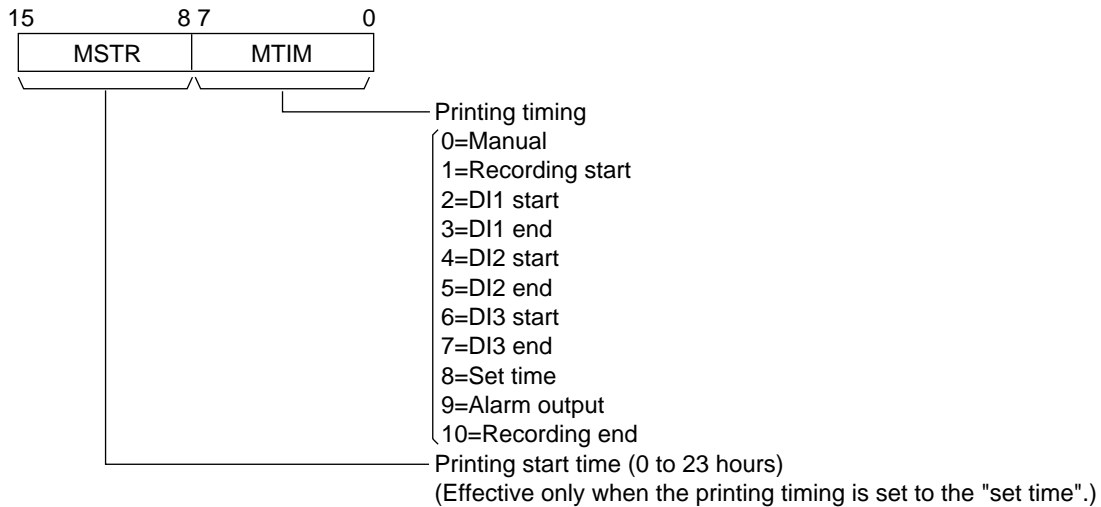 15 8 7 0
MSTR MTIM
Printing timing
0=Manual
1=Recording start
2=DI1 start
3=DI1 end
4=DI2 start
5=DI2 end
6=DI3 start
7=DI3 end
8=Set time
9=Alarm output
10=Recording end
Printing start time (0 to 23 hours)
(Effective only when the printing timing is set to the "set time".)